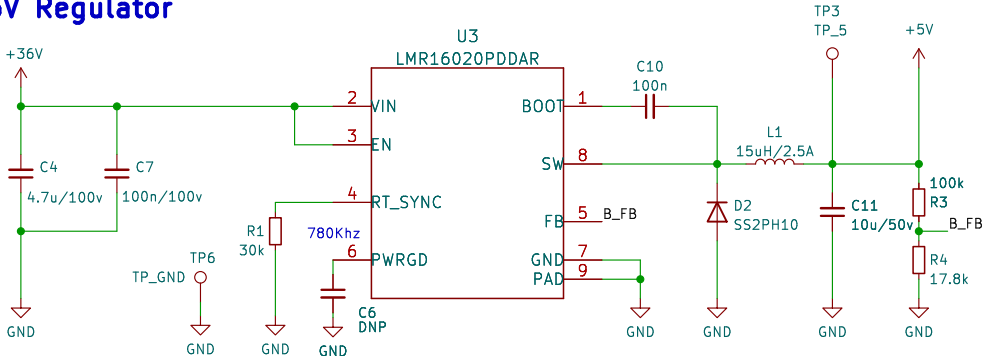 Regulator
TP3
TP_5
+36V
U3
LMR16020PDDAR
+5V
C10
100n
2
VIN
BOOT
1
3
EN
L1
15uH/2.5A
C4
4.7u/100v
C7
100n/100v
SW
8
4
RT_SYNC
100k
R3
D2
SS2PH10
C11
10u/50v
FB
5
B_FB
B_FB
R1
30k
780Khz
6
PWRGD
GND
7
PAD
9
R4
17.8k
TP6
TP_GND
C6
DNP
GND
GND
GND
GND
GND
GND
GND
GND